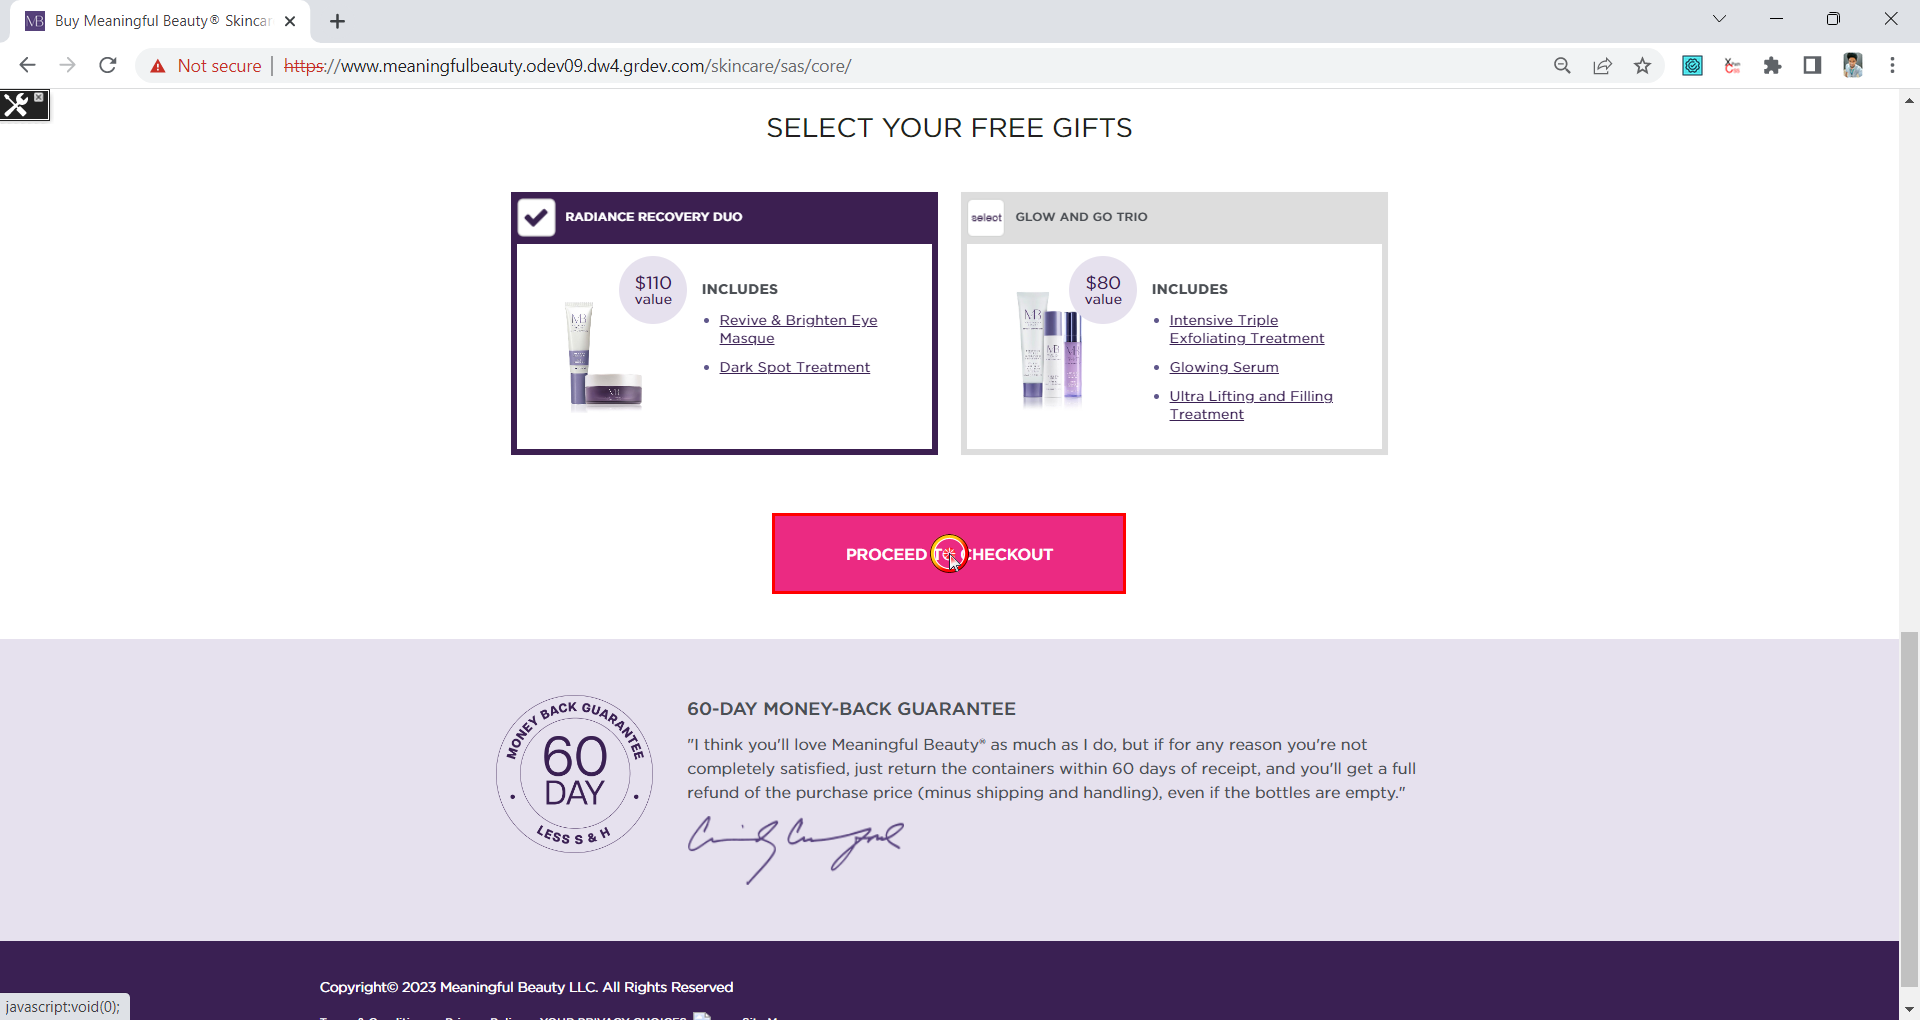 Buy Meaningful Beauty® Skincar
Not secure | https://www.meaningfulbeauty.odev09.dw4.grdev.com/skincare/sas/core/
SELECT YOUR FREE GIFTS
RADIANCE RECOVERY DUO
$110
value
INCLUDES
• Revive & Brighten Eye
Masque
• Dark Spot Treatment
select GLOW AND GO TRIO
$80
value
INCLUDES
• Intensive Triple
Exfoliating Treatment
• Glowing Serum
• Ultra Lifting and Filling
Treatment
PROCEED TO CHECKOUT
MONEY BACK GUARANTEE
60
DAY
LESS S & H
60-DAY MONEY-BACK GUARANTEE
"I think you'll love Meaningful Beauty® as much as I do, but if for any reason you're not
completely satisfied, just return the containers within 60 days of receipt, and you'll get a full
refund of the purchase price (minus shipping and handling), even if the bottles are empty."
Cindy Crawford
Copyright© 2023 Meaningful Beauty LLC. All Rights Reserved
javascript:void(0);